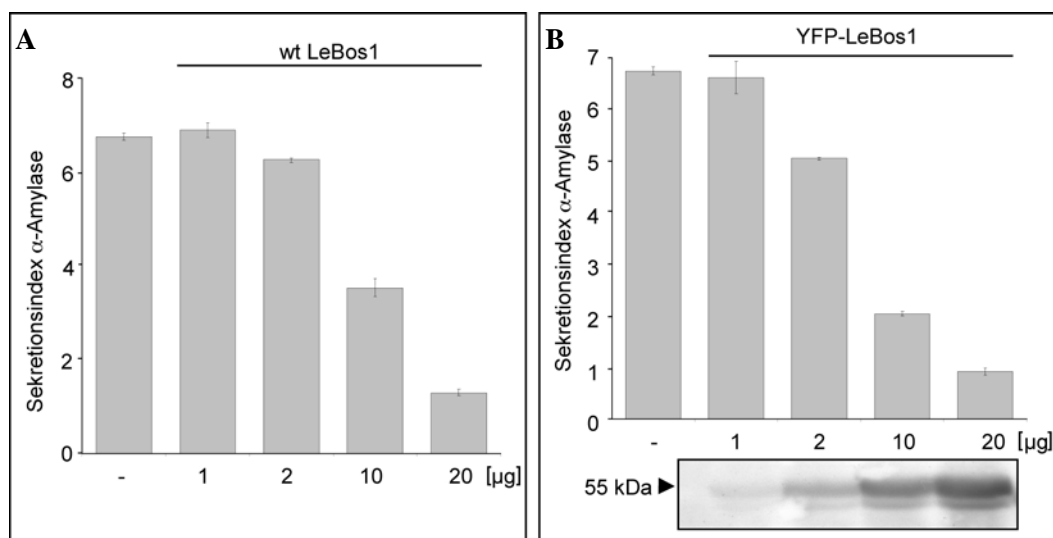 A
wt LeBos1
Sekretionsindex α-Amylase
8
6
4
2
0
- 1 2 10 20 [µg]
B
YFP-LeBos1
Sekretionsindex α-Amylase
7
6
5
4
3
2
1
0
- 1 2 10 20 [µg]
55 kDa